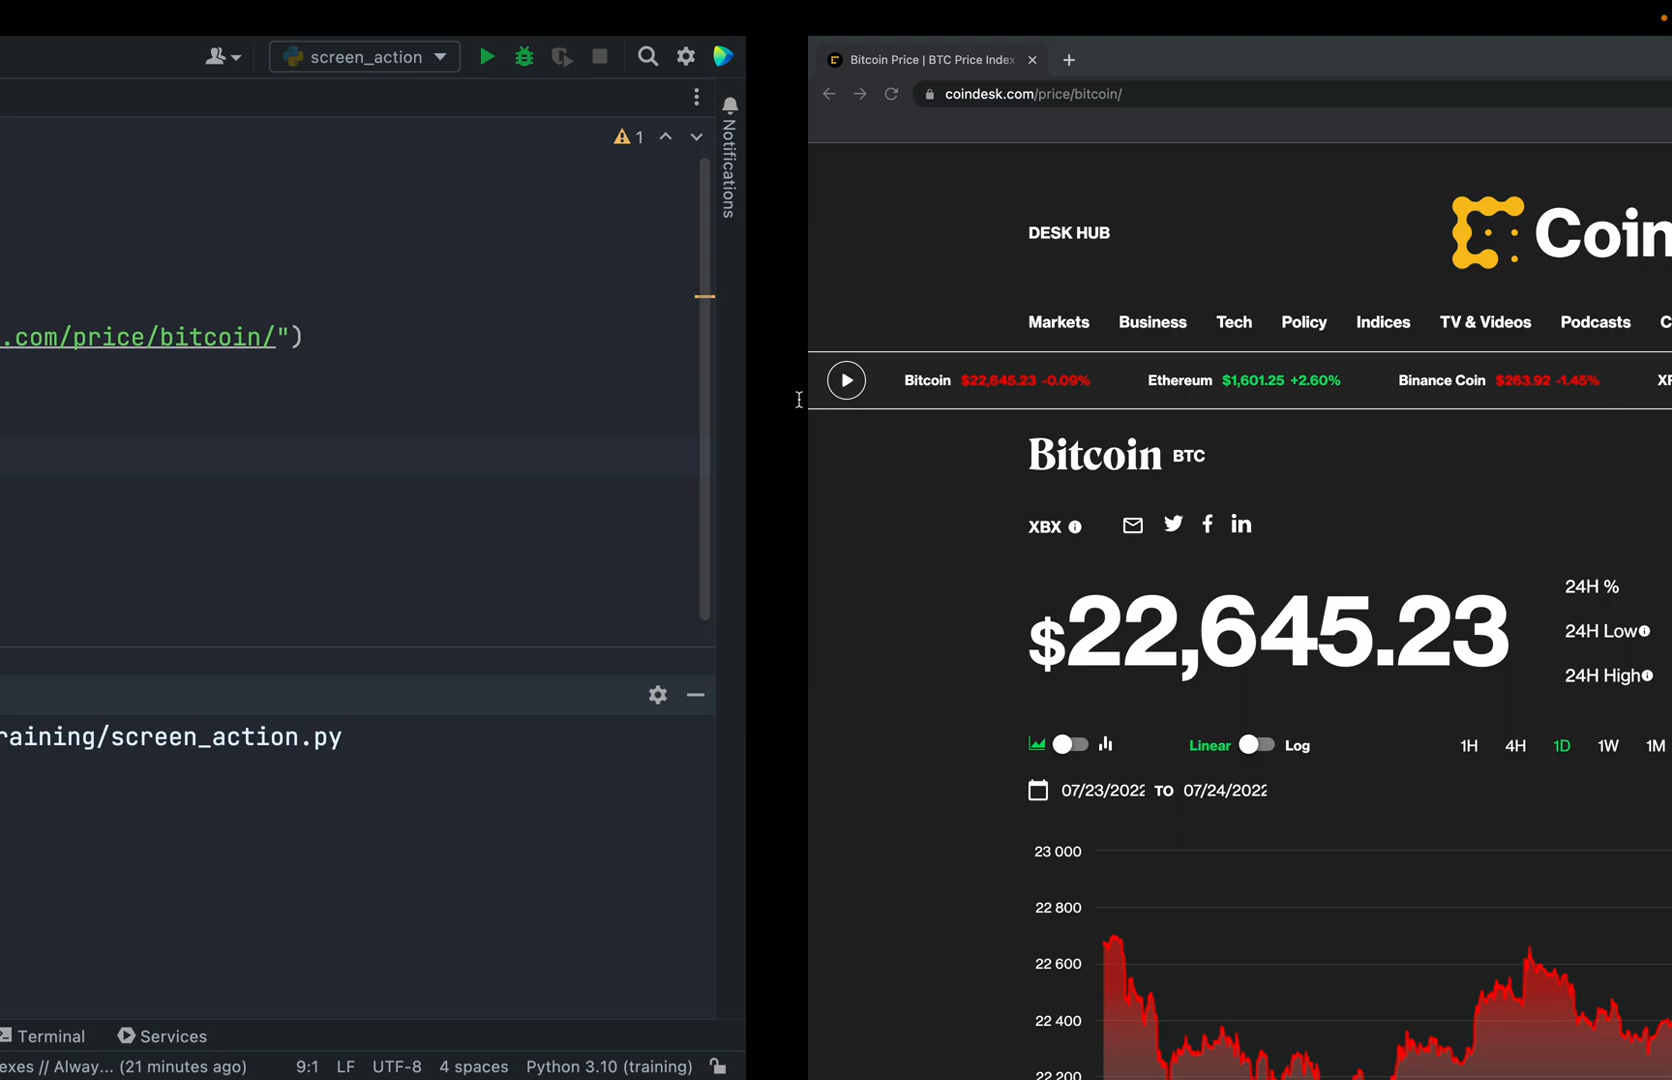 screen_action
1
Notifications
.com/price/bitcoin/")
raining/screen_action.py
Terminal
Services
exes // Alway... (21 minutes ago)
9:1
LF
UTF-8
4 spaces
Python 3.10 (training)
Bitcoin Price | BTC Price Index
coindesk.com/price/bitcoin/
DESK HUB
Coin
Markets
Business
Tech
Policy
Indices
TV & Videos
Podcasts
C
Bitcoin $22,645.23 -0.09%
Ethereum $1,601.25 +2.60%
Binance Coin $263.92 -1.45%
XR
Bitcoin BTC
XBX
$22,645.23
24H %
24H Low
24H High
Linear
Log
1H
4H
1D
1W
1M
07/23/2022 TO 07/24/2022
23 000
22 800
22 600
22 400
22 200